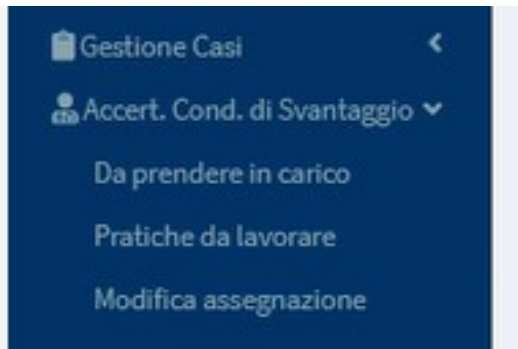 Gestione Casi
Accert. Cond. di Svantaggio
Da prendere in carico
Pratiche da lavorare
Modifica assegnazione